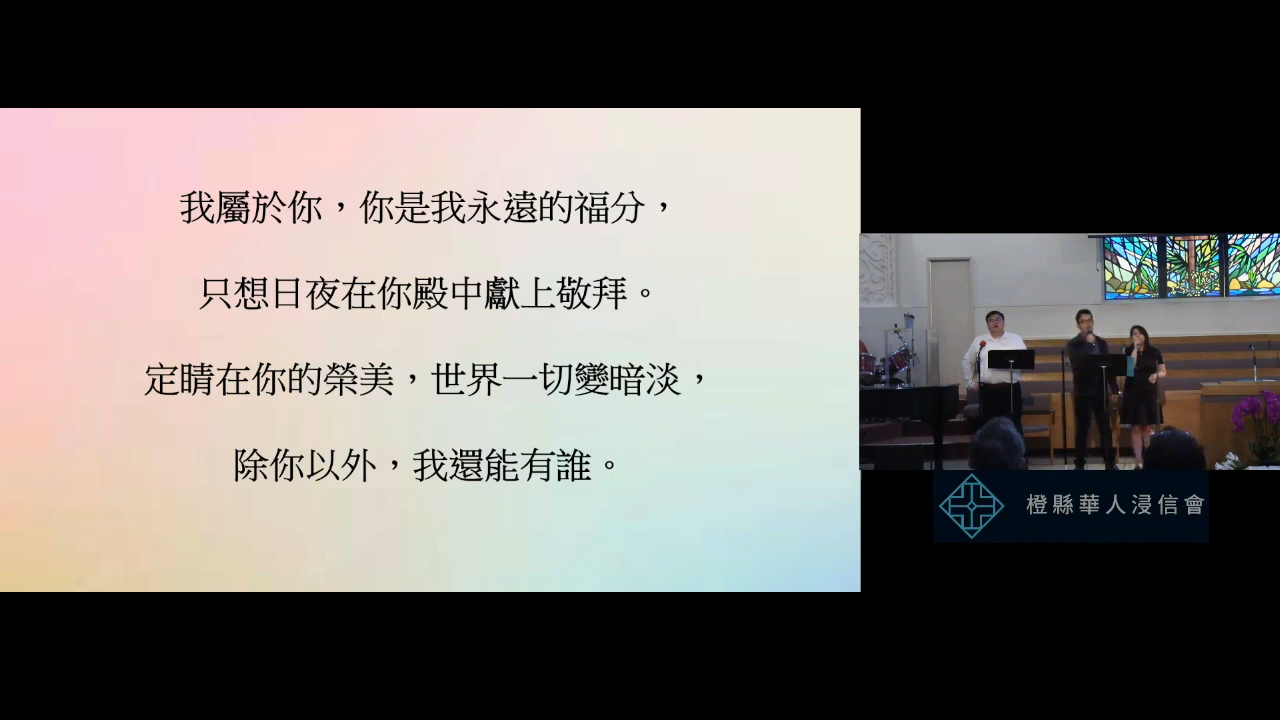 我屬於你，你是我永遠的福分，
只想日夜在你殿中獻上敬拜。
定睛在你的榮美，世界一切變暗淡，
除你以外，我還能有誰。
橙縣華人浸信會